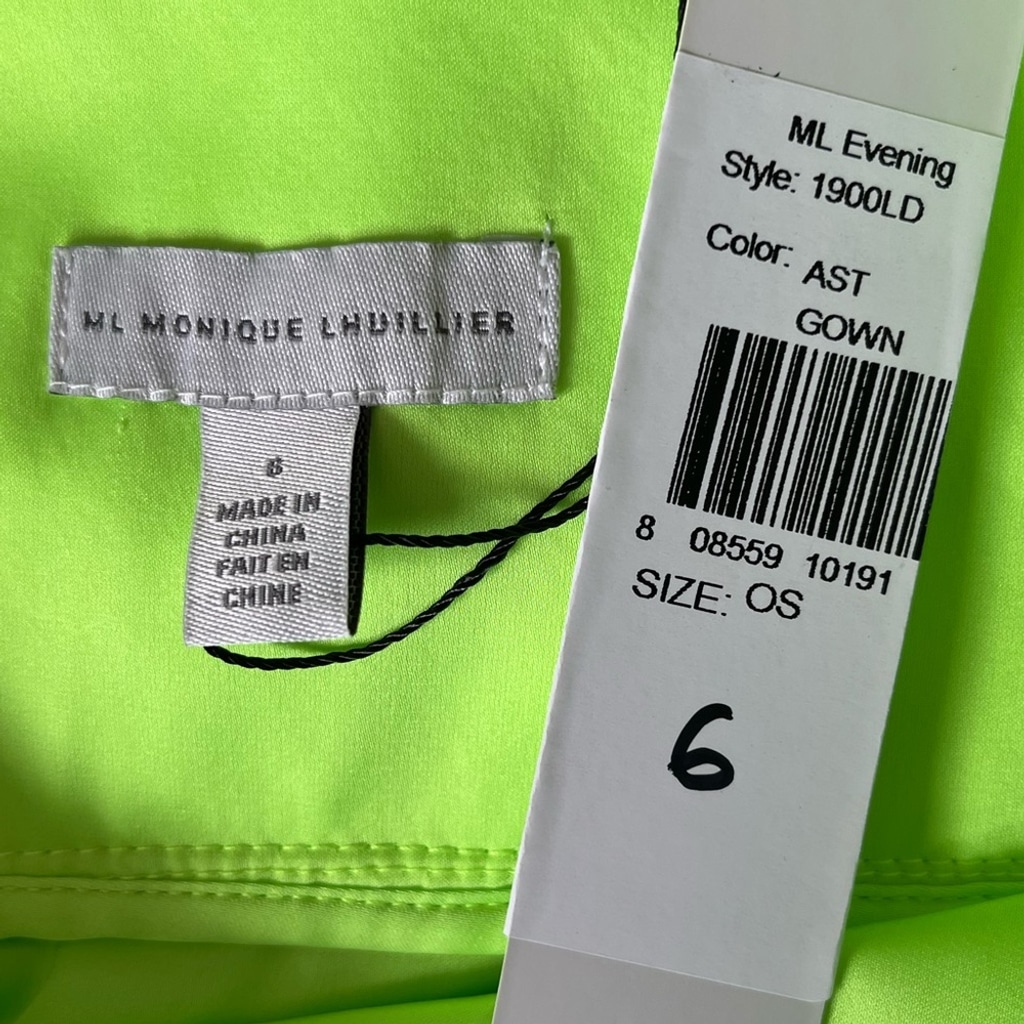 ML MONIQUE LHUILLIER
6
MADE IN
CHINA
FAIT EN
CHINE
ML Evening
Style: 1900LD
Color: AST
GOWN
8 08559 10191
SIZE: OS
6